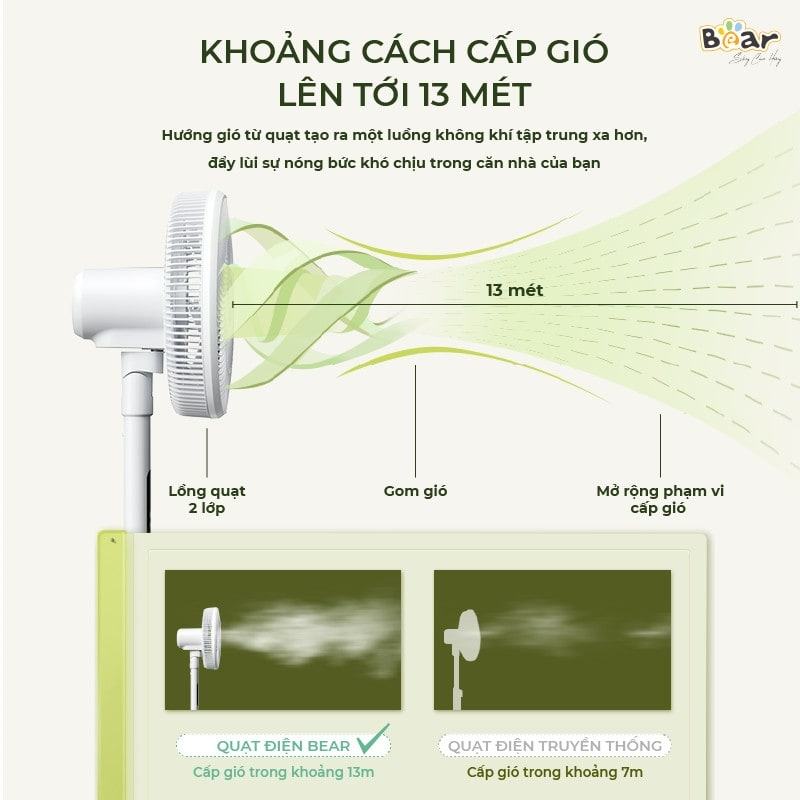 Bear
KHOẢNG CÁCH CẤP GIÓ
LÊN TỚI 13 MÉT
Hướng gió từ quạt tạo ra một luồng không khí tập trung xa hơn,
đẩy lùi sự nóng bức khó chịu trong căn nhà của bạn
13 mét
Lồng quạt
2 lớp
Gom gió
Mở rộng phạm vi
cấp gió
QUẠT ĐIỆN BEAR
Cấp gió trong khoảng 13m
QUẠT ĐIỆN TRUYỀN THỐNG
Cấp gió trong khoảng 7m